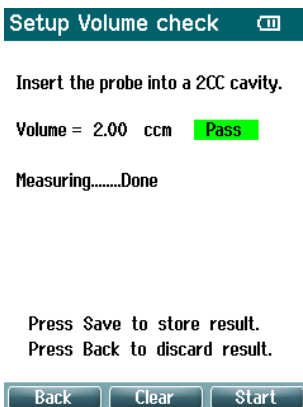 Setup Volume check
Insert the probe into a 2CC cavity.
Volume = 2.00 ccm Pass
Measuring........Done
Press Save to store result.
Press Back to discard result.
Back Clear Start